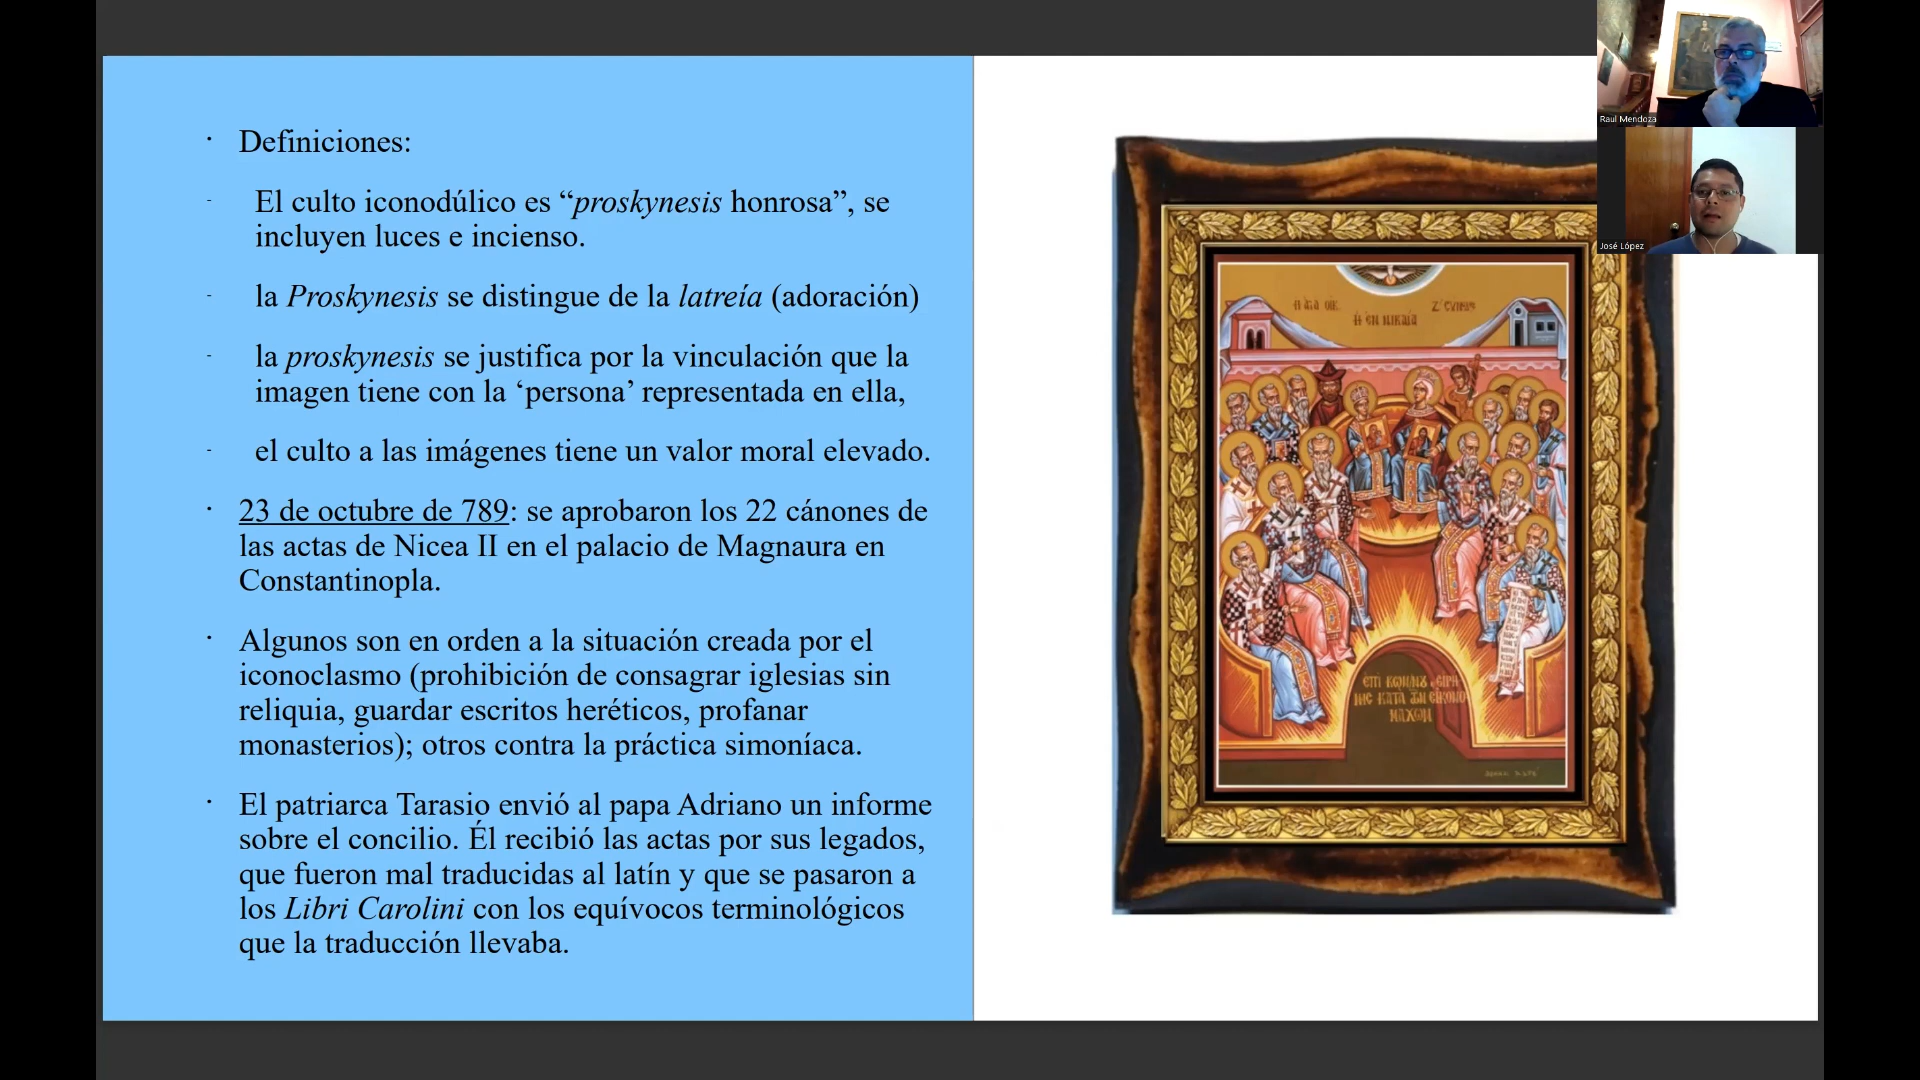 Definiciones:
El culto iconodúlico es “proskynesis honrosa”, se
incluyen luces e incienso.
la Proskynesis se distingue de la latreía (adoración)
la proskynesis se justifica por la vinculación que la
imagen tiene con la ‘persona’ representada en ella,
el culto a las imágenes tiene un valor moral elevado.
23 de octubre de 789: se aprobaron los 22 cánones de
las actas de Nicea II en el palacio de Magnaura en
Constantinopla.
Algunos son en orden a la situación creada por el
iconoclasmo (prohibición de consagrar iglesias sin
reliquia, guardar escritos heréticos, profanar
monasterios); otros contra la práctica simoníaca.
El patriarca Tarasio envió al papa Adriano un informe
sobre el concilio. Él recibió las actas por sus legados,
que fueron mal traducidas al latín y que se pasaron a
los Libri Carolini con los equívocos terminológicos
que la traducción llevaba.
Raul Mendoza
José López